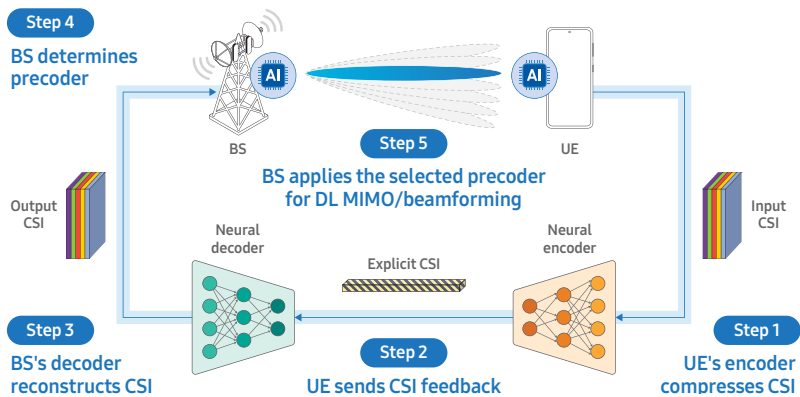 Step 4
BS determines
precoder
AI
AI
BS
UE
Step 5
BS applies the selected precoder
for DL MIMO/beamforming
Output
CSI
Input
CSI
Neural
decoder
Neural
encoder
Explicit CSI
Step 3
BS's decoder
reconstructs CSI
Step 2
UE sends CSI feedback
Step 1
UE's encoder
compresses CSI